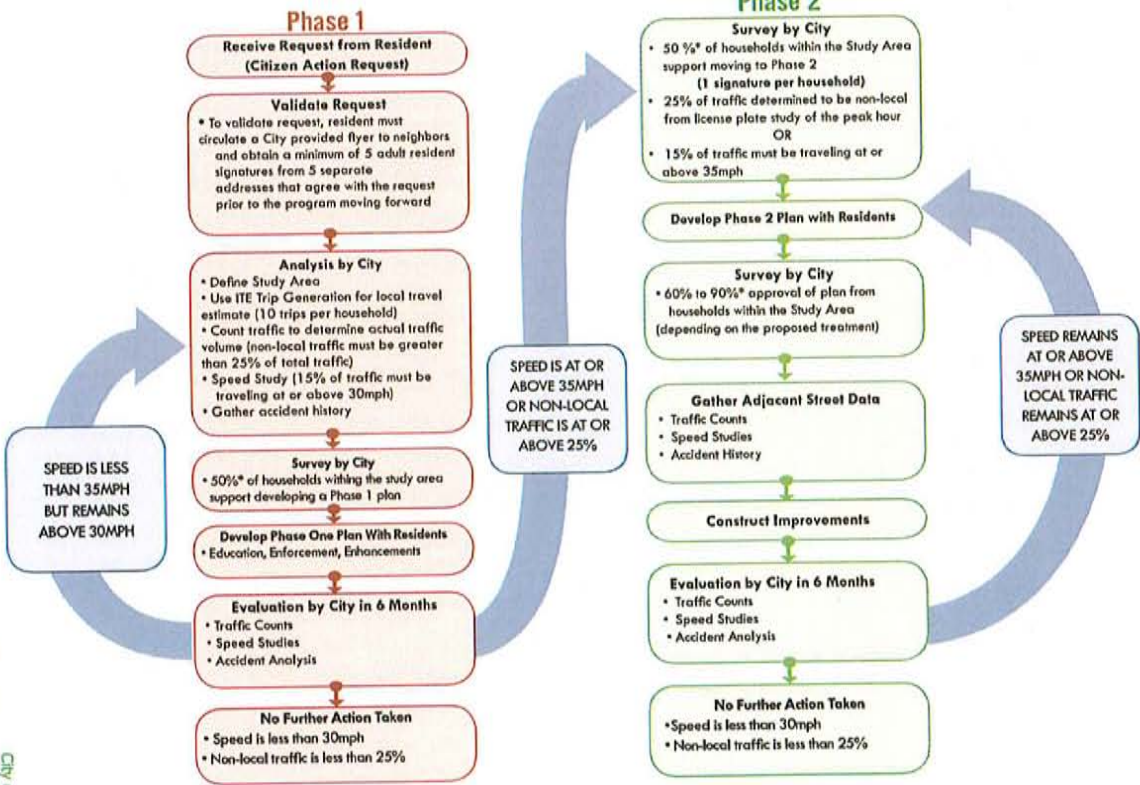 Phase 1
Receive Request from Resident
(Citizen Action Request)
Validate Request
* To validate request, resident must
circulate a City provided flyer to neighbors
and obtain a minimum of 5 adult resident
signatures from 5 separate
addresses that agree with the request
prior to the program moving forward
Analysis by City
• Define Study Area
• Use ITE Trip Generation for local travel
estimate (10 trips per household)
• Count traffic to determine actual traffic
volume (non-local traffic must be greater
than 25% of total traffic)
• Speed Study (15% of traffic must be
traveling at or above 30mph)
• Gather accident history
Survey by City
• 50%* of households withing the study area
support developing a Phase 1 plan
Develop Phase One Plan With Residents
• Education, Enforcement, Enhancements
Evaluation by City in 6 Months
• Traffic Counts
• Speed Studies
• Accident Analysis
No Further Action Taken
• Speed is less than 30mph
• Non-local traffic is less than 25%
SPEED IS LESS
THAN 35MPH
BUT REMAINS
ABOVE 30MPH
SPEED IS AT OR
ABOVE 35MPH
OR NON-LOCAL
TRAFFIC IS AT OR
ABOVE 25%
Phase 2
Survey by City
• 50 %* of households within the Study Area
support moving to Phase 2
(1 signature per household)
• 25% of traffic determined to be non-local
from license plate study of the peak hour
OR
• 15% of traffic must be traveling at or
above 35mph
Develop Phase 2 Plan with Residents
Survey by City
• 60% to 90%* approval of plan from
households within the Study Area
(depending on the proposed treatment)
Gather Adjacent Street Data
• Traffic Counts
• Speed Studies
• Accident History
Construct Improvements
Evaluation by City in 6 Months
• Traffic Counts
• Speed Studies
• Accident Analysis
No Further Action Taken
•Speed is less than 30mph
• Non-local traffic is less than 25%
SPEED REMAINS
AT OR ABOVE
35MPH OR NON-
LOCAL TRAFFIC
REMAINS AT OR
ABOVE 25%
City